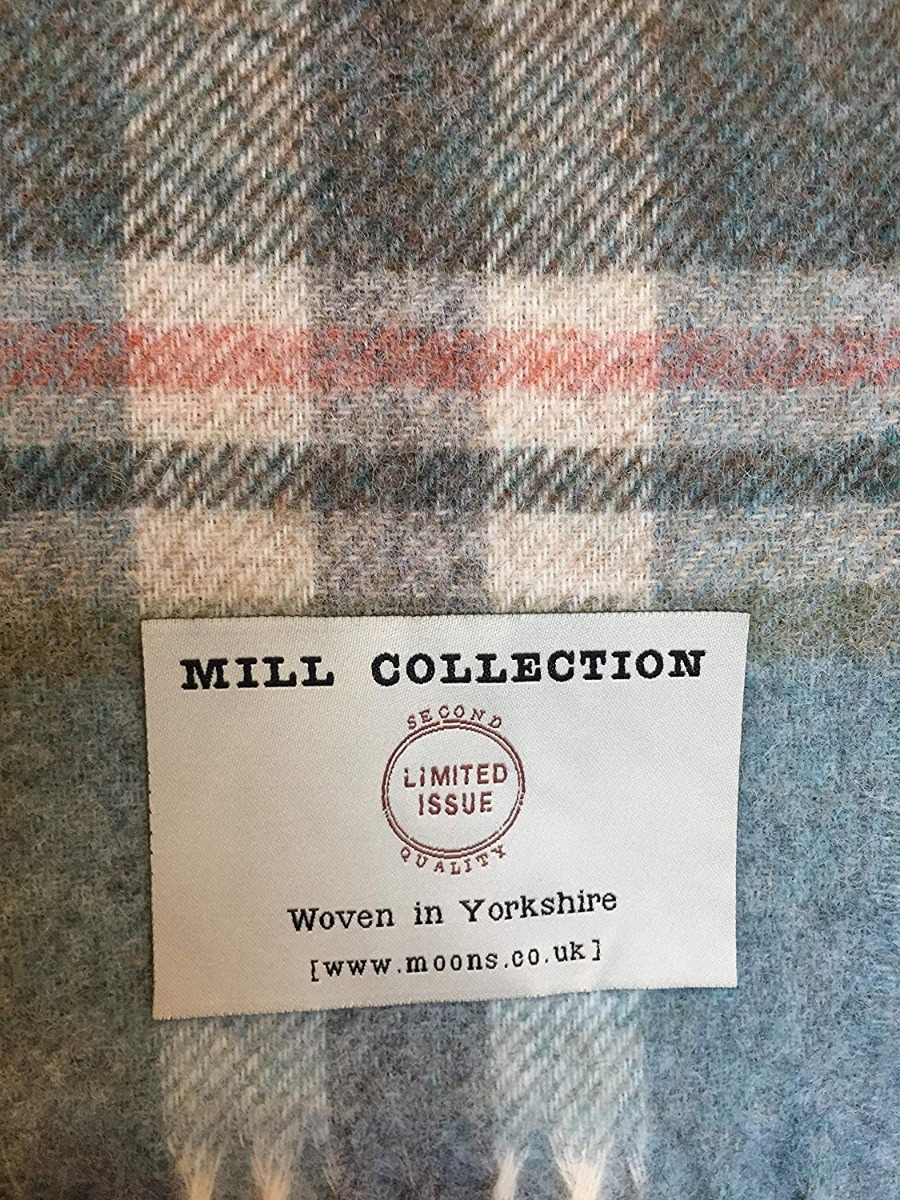 MILL COLLECTION
SECOND
LIMITED
ISSUE
QUALITY
Woven in Yorkshire
[www.moons.co.uk]